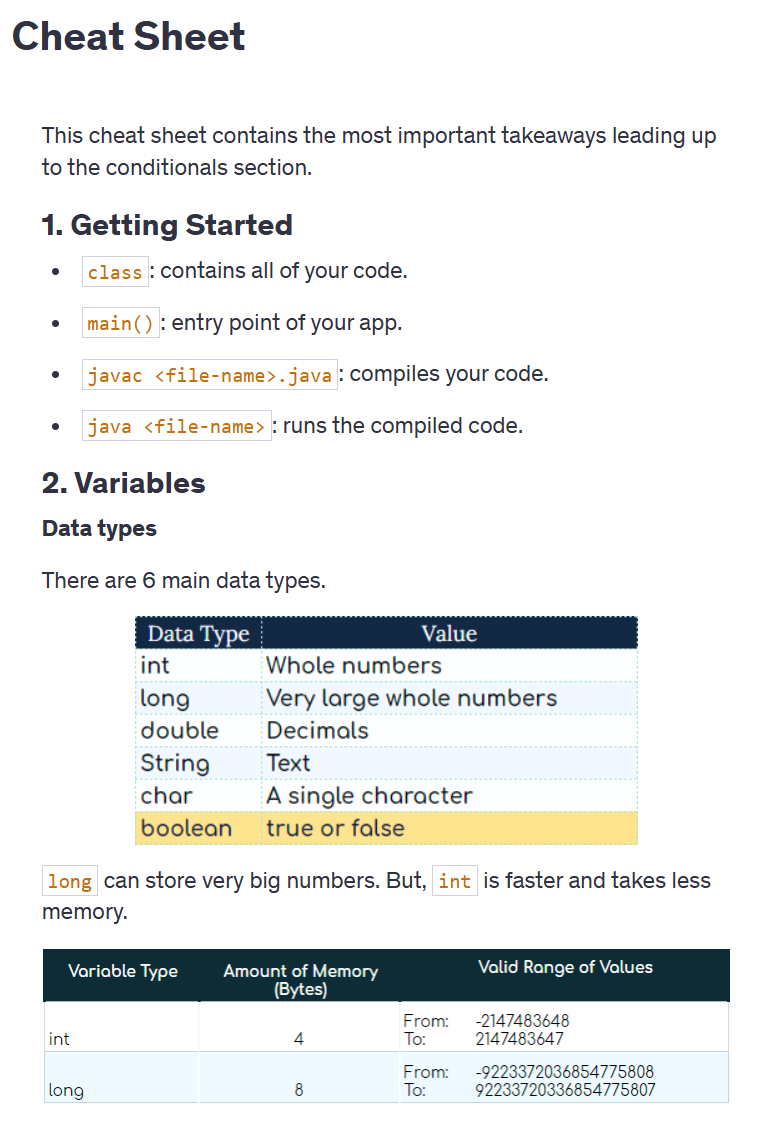 Cheat Sheet
This cheat sheet contains the most important takeaways leading up
to the conditionals section.
1. Getting Started
• class: contains all of your code.
• main(): entry point of your app.
• javac <file-name>.java: compiles your code.
• java <file-name>: runs the compiled code.
2. Variables
Data types
There are 6 main data types.
Data Type Value
int Whole numbers
long Very large whole numbers
double Decimals
String Text
char A single character
boolean true or false
long can store very big numbers. But, int is faster and takes less
memory.
Variable Type Amount of Memory Valid Range of Values
(Bytes)
From: -2147483648
int 4 To: 2147483647
From: -9223372036854775808
long 8 To: 9223372036854775807